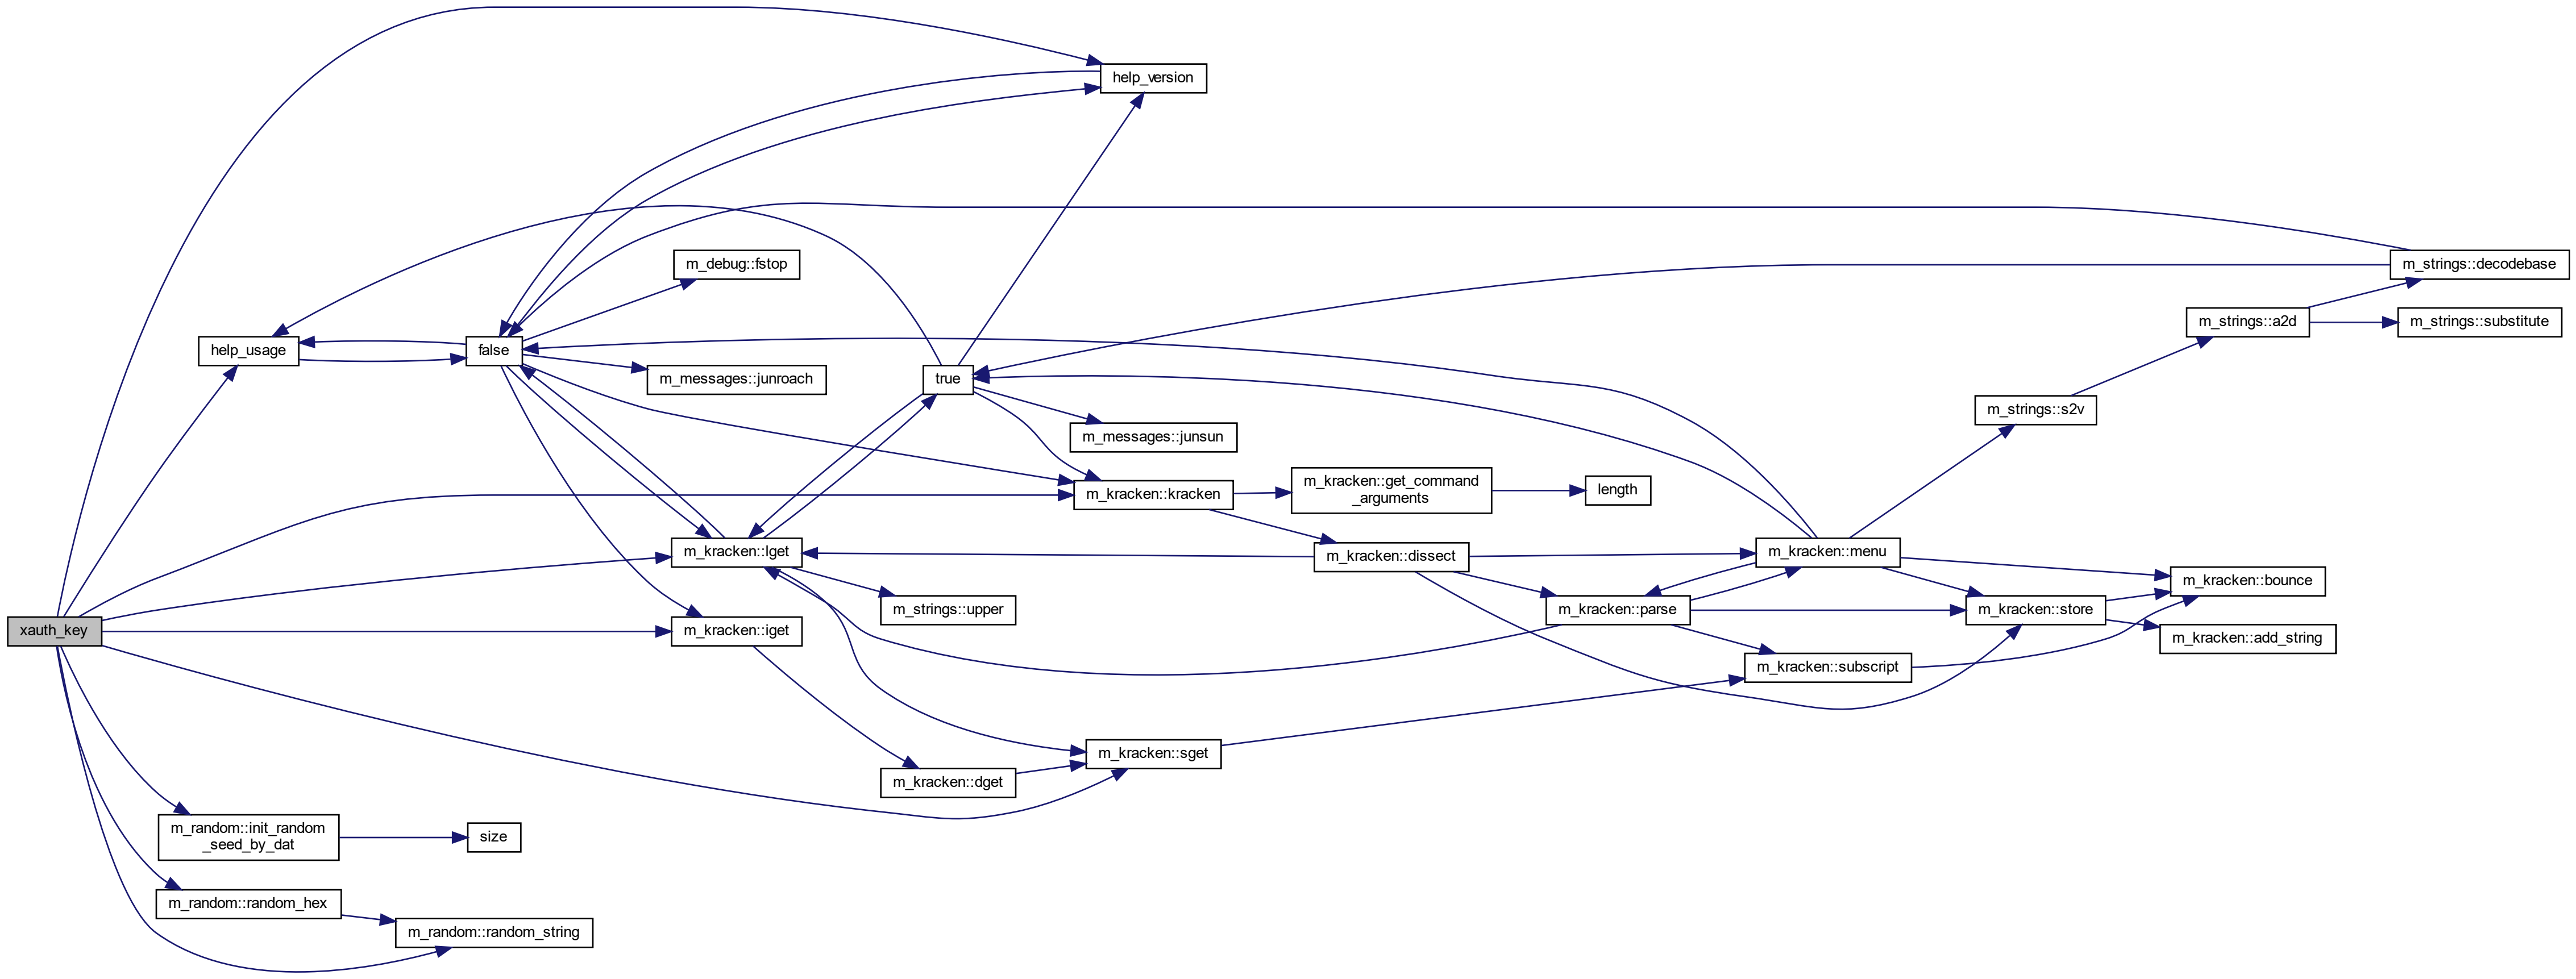 help_version
m_debug::fstop
m_strings::decodebase
m_strings::a2d
m_strings::substitute
help_usage
false
m_messages::junroach
true
m_strings::s2v
m_messages::junsun
m_kracken::kracken
m_kracken::get_command
_arguments
length
m_kracken::lget
m_kracken::dissect
m_kracken::menu
m_kracken::bounce
m_strings::upper
m_kracken::parse
m_kracken::store
xauth_key
m_kracken::iget
m_kracken::add_string
m_kracken::subscript
m_kracken::sget
m_kracken::dget
m_random::init_random
_seed_by_dat
size
m_random::random_hex
m_random::random_string